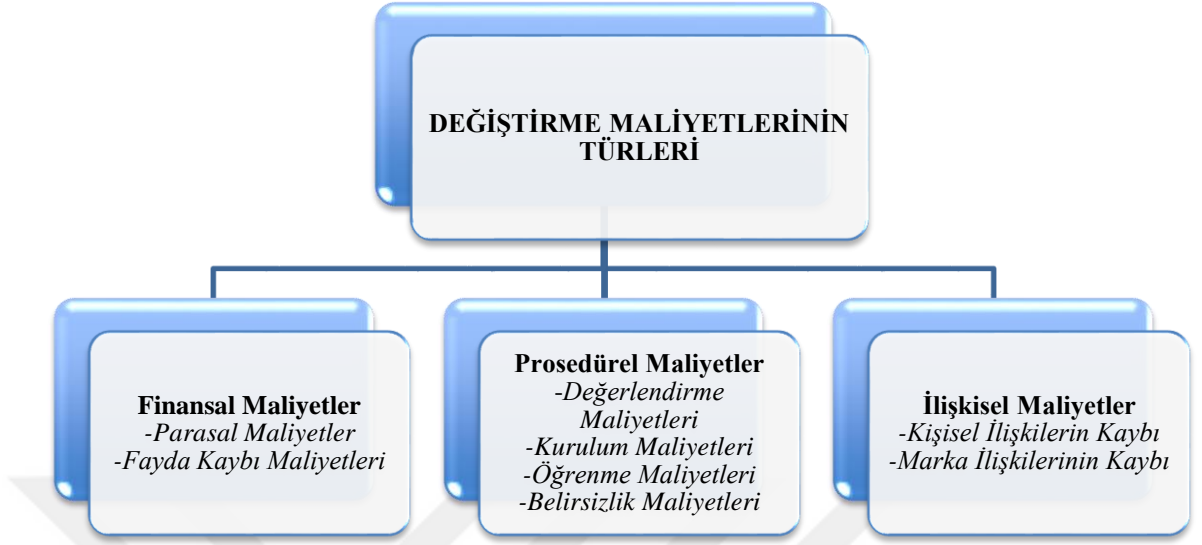 DEĞİŞTİRME MALİYETLERİNİN
TÜRLERİ
Finansal Maliyetler
-Parasal Maliyetler
-Fayda Kaybı Maliyetleri
Prosedürel Maliyetler
-Değerlendirme
Maliyetleri
-Kurulum Maliyetleri
-Öğrenme Maliyetleri
-Belirsizlik Maliyetleri
İlişkisel Maliyetler
-Kişisel İlişkilerin Kaybı
-Marka İlişkilerinin Kaybı